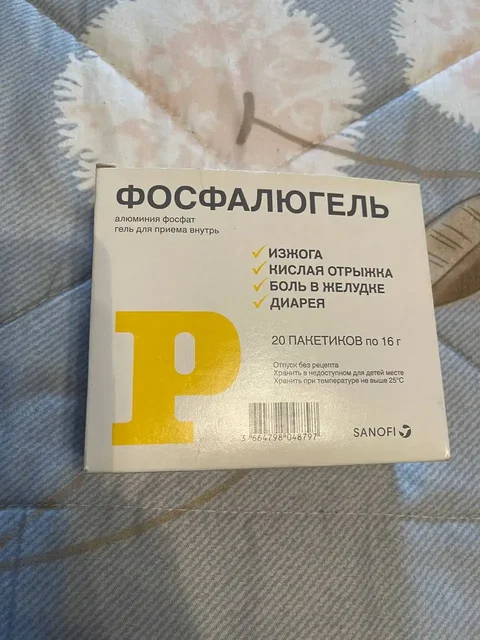 ФОСФАЛЮГЕЛЬ
алюминия фосфат
гель для приема внутрь
ИЗЖОГА
КИСЛАЯ ОТРЫЖКА
БОЛЬ В ЖЕЛУДКЕ
ДИАРЕЯ
20 ПАКЕТИКОВ по 16 г
Отпуск без рецепта
Хранить в недоступном для детей месте
Хранить при температуре не выше 25°C
P
3 664798 048797
SANOFI